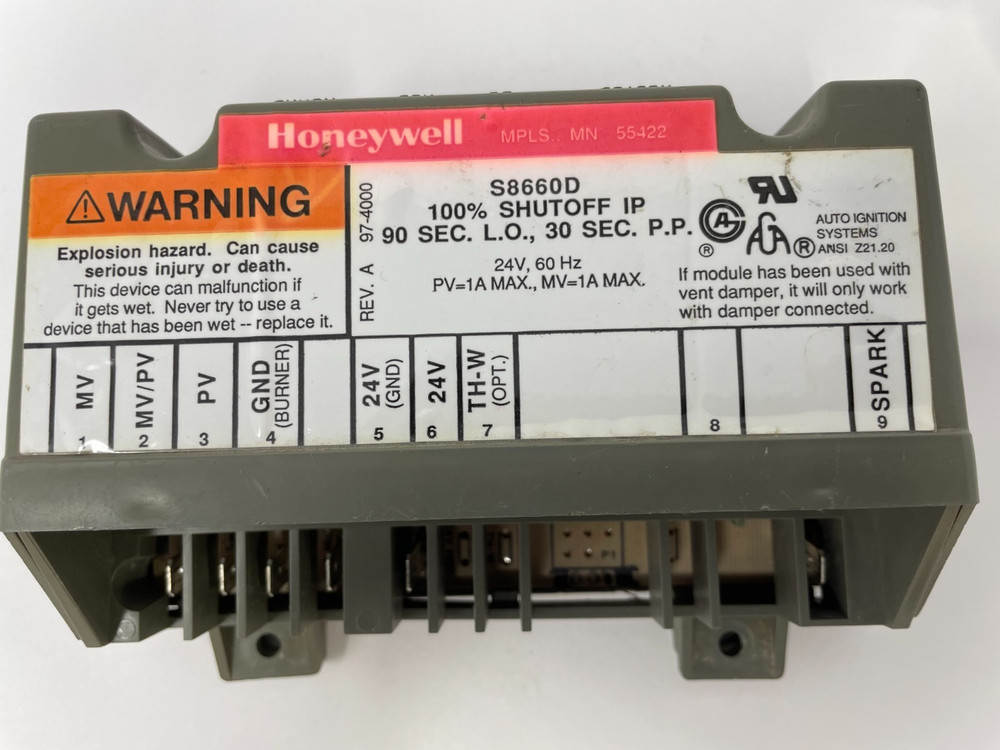 Honeywell MPLS., MN 55422
⚠WARNING
Explosion hazard. Can cause
serious injury or death.
This device can malfunction if
it gets wet. Never try to use a
device that has been wet -- replace it.
REV. A 97-4000
S8660D
100% SHUTOFF IP
90 SEC. L.O., 30 SEC. P.P.
24V, 60 Hz
PV=1A MAX., MV=1A MAX.
AG
®
RU
AGA
®
AUTO IGNITION
SYSTEMS
ANSI Z21.20
If module has been used with
vent damper, it will only work
with damper connected.
MV
1
MV/PV
2
PV
3
GND
(BURNER)
4
24V
(GND)
5
24V
6
TH-W
(OPT.)
7
8
SPARK
9
P1